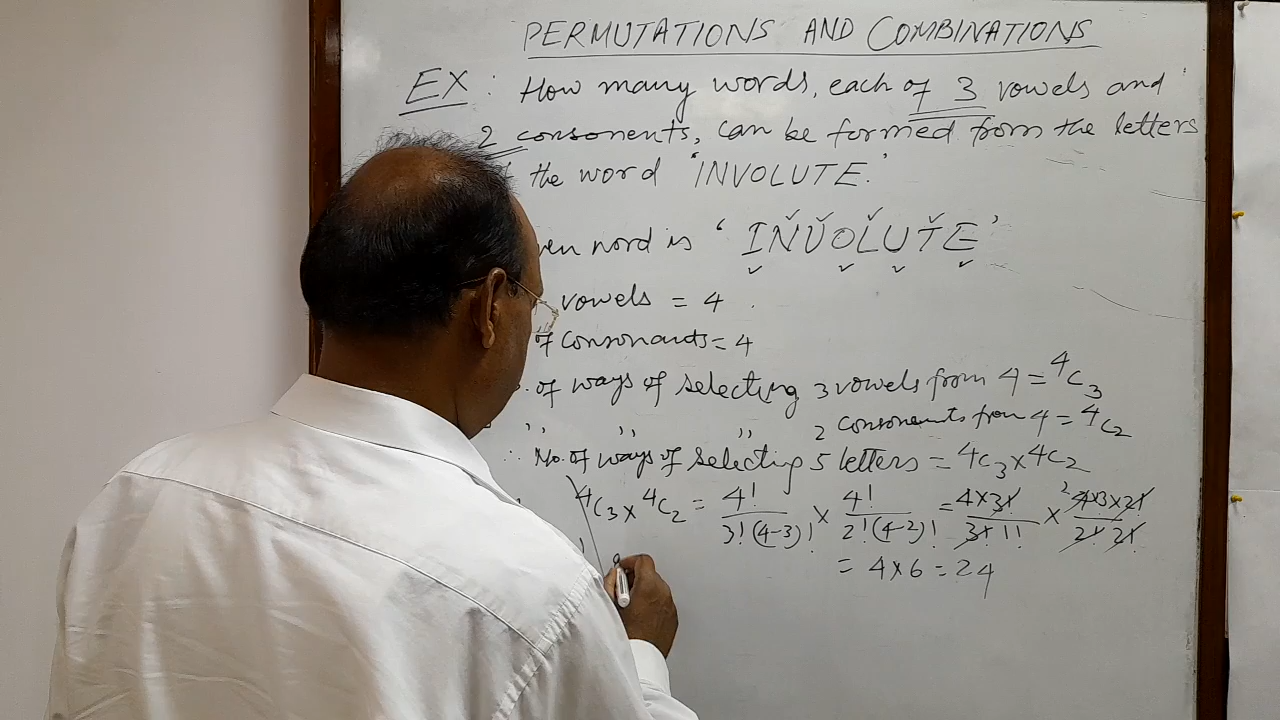 PERMUTATIONS AND COMBINATIONS
EX : How many words, each of 3 vowels and
2 consonents, can be formed from the letters
the word 'INVOLUTE.'
ven word is 'INVOLUTE'
vowels = 4
of consonants = 4
. of ways of selecting 3 vowels from 4 = 4C3
,, ,, ,, 2 consonents from 4 = 4C2
∴ No. of ways of selecting 5 letters = 4C3 x 4C2
4C3 x 4C2 = 4!/3!(4-3)! x 4!/2!(4-2)! = 4x3!/3!1! x 4x3x2!/2!2!
= 4x6 = 24